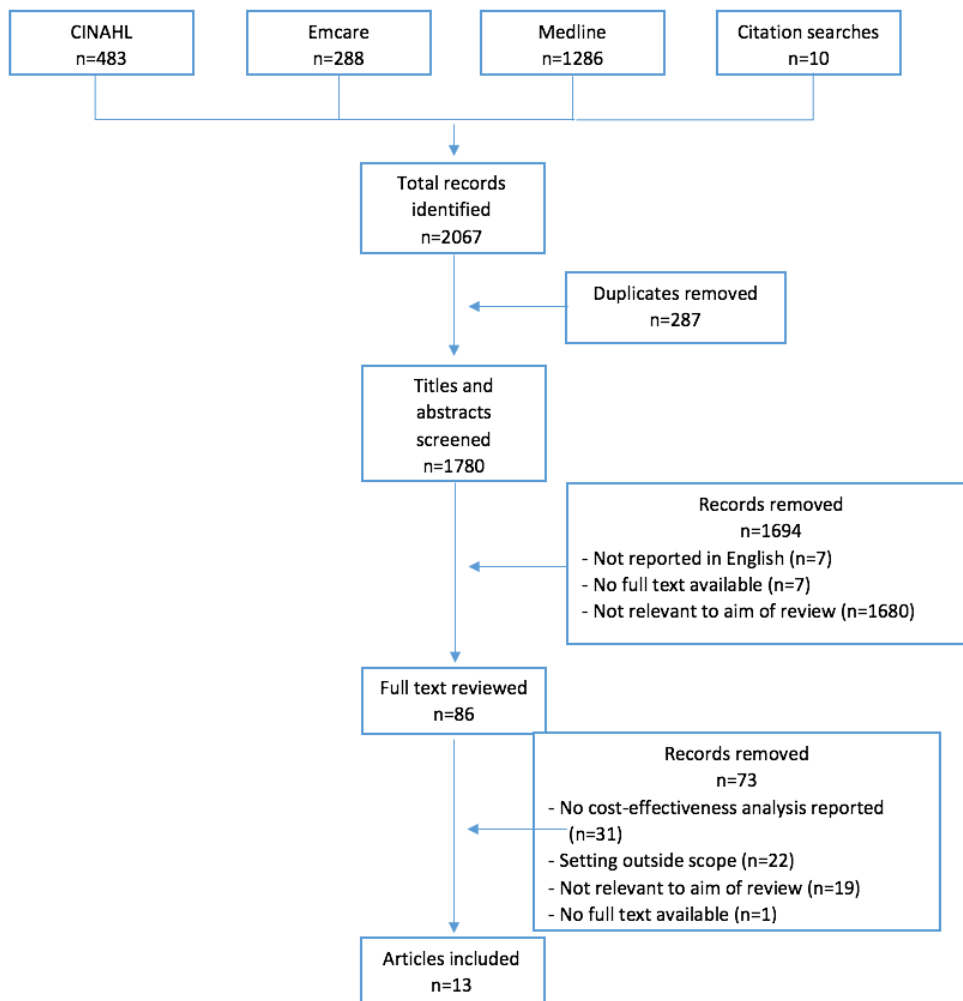 CINAHL
n=483
Emcare
n=288
Medline
n=1286
Citation searches
n=10
Total records
identified
n=2067
Duplicates removed
n=287
Titles and
abstracts
screened
n=1780
Records removed
n=1694
- Not reported in English (n=7)
- No full text available (n=7)
- Not relevant to aim of review (n=1680)
Full text reviewed
n=86
Records removed
n=73
- No cost-effectiveness analysis reported
(n=31)
- Setting outside scope (n=22)
- Not relevant to aim of review (n=19)
- No full text available (n=1)
Articles included
n=13